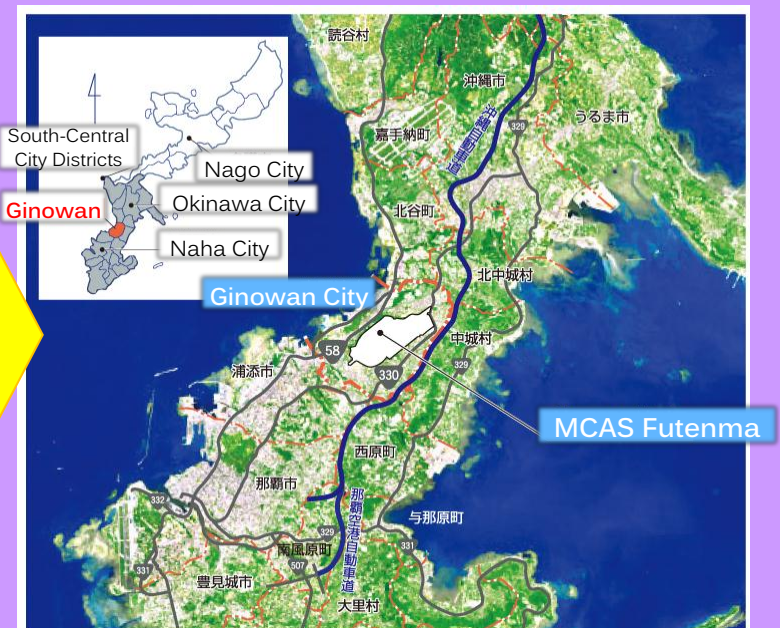 読谷村
沖縄市
うるま市
嘉手納町
沖縄自動車道
329
South-Central
City Districts
Nago City
Ginowan
Okinawa City
北谷町
Naha City
北中城村
Ginowan City
中城村
58
329
330
浦添市
MCAS Futenma
西原町
那覇市
332
那覇空港自動車道
与那原町
329
南風原町
331
507
331
豊見城市
大里村